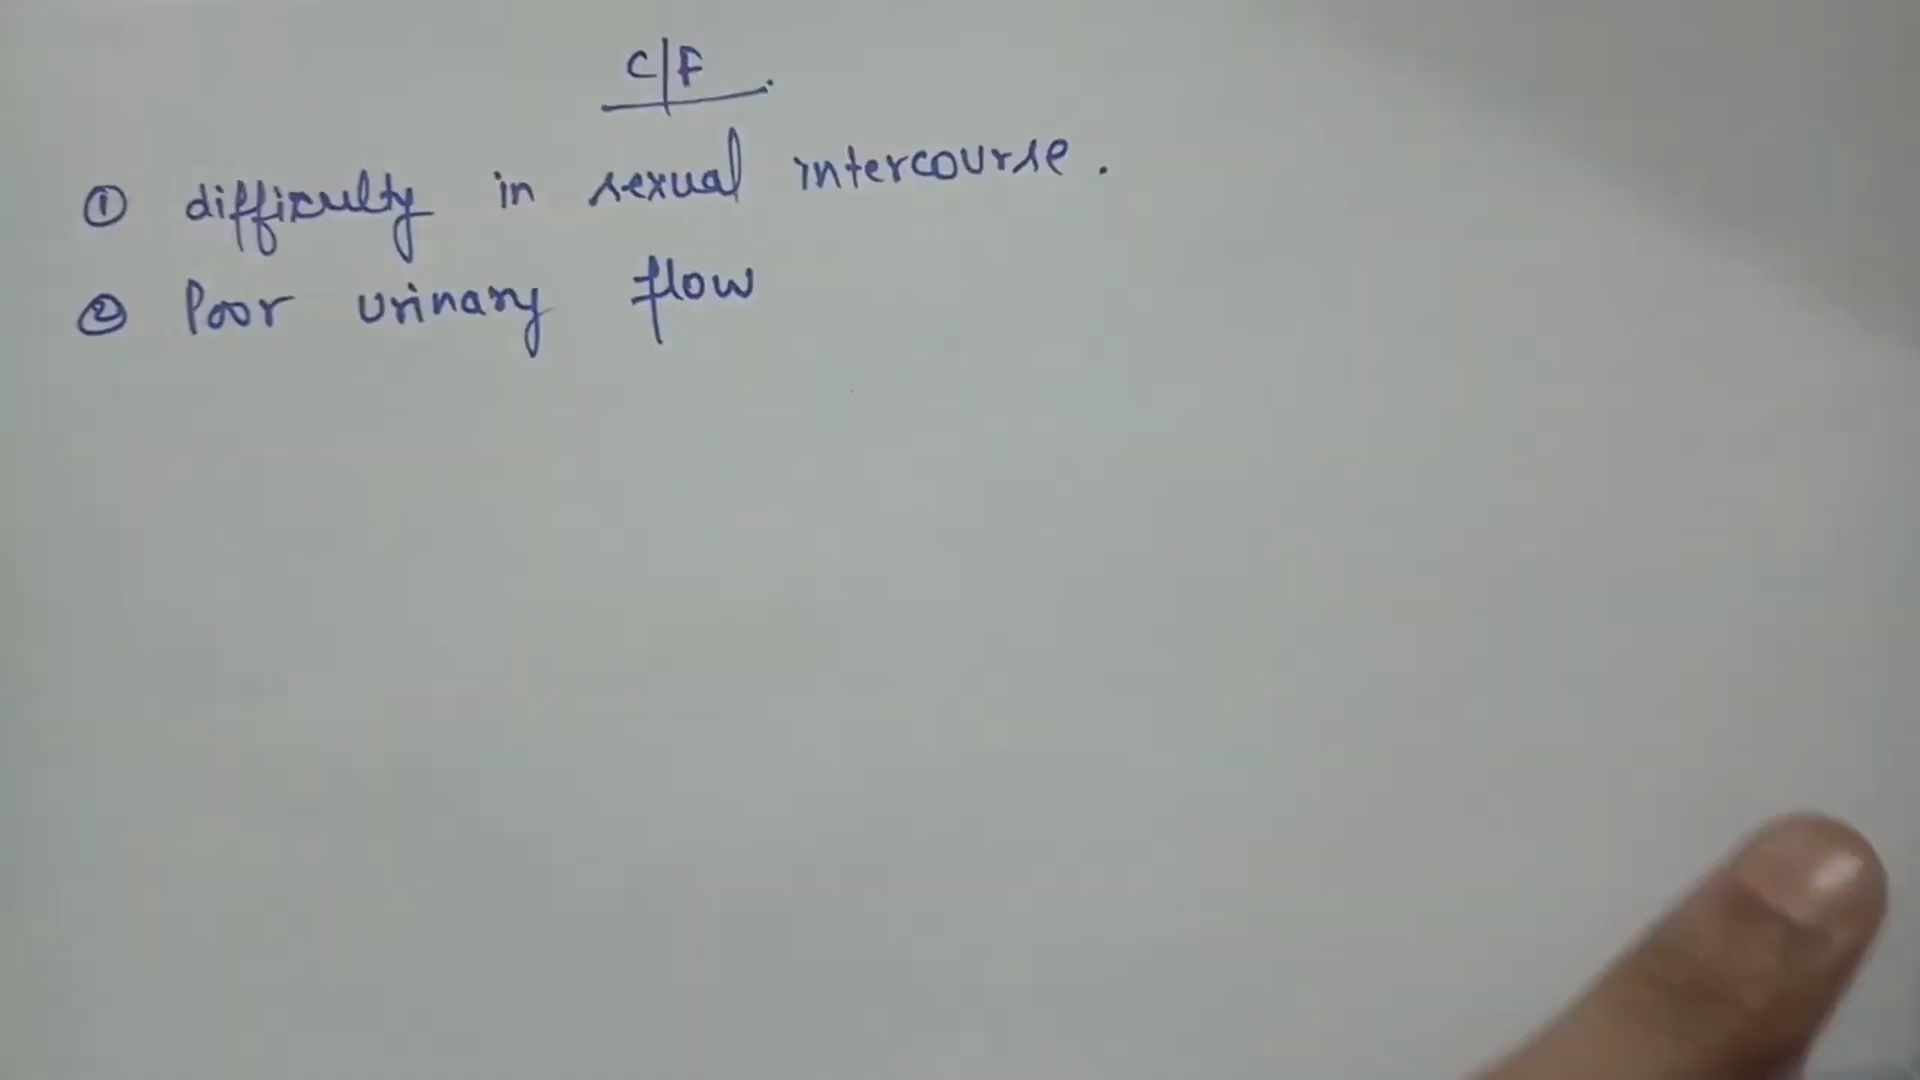 C/F.
① difficulty in sexual intercourse.
② Poor urinary flow